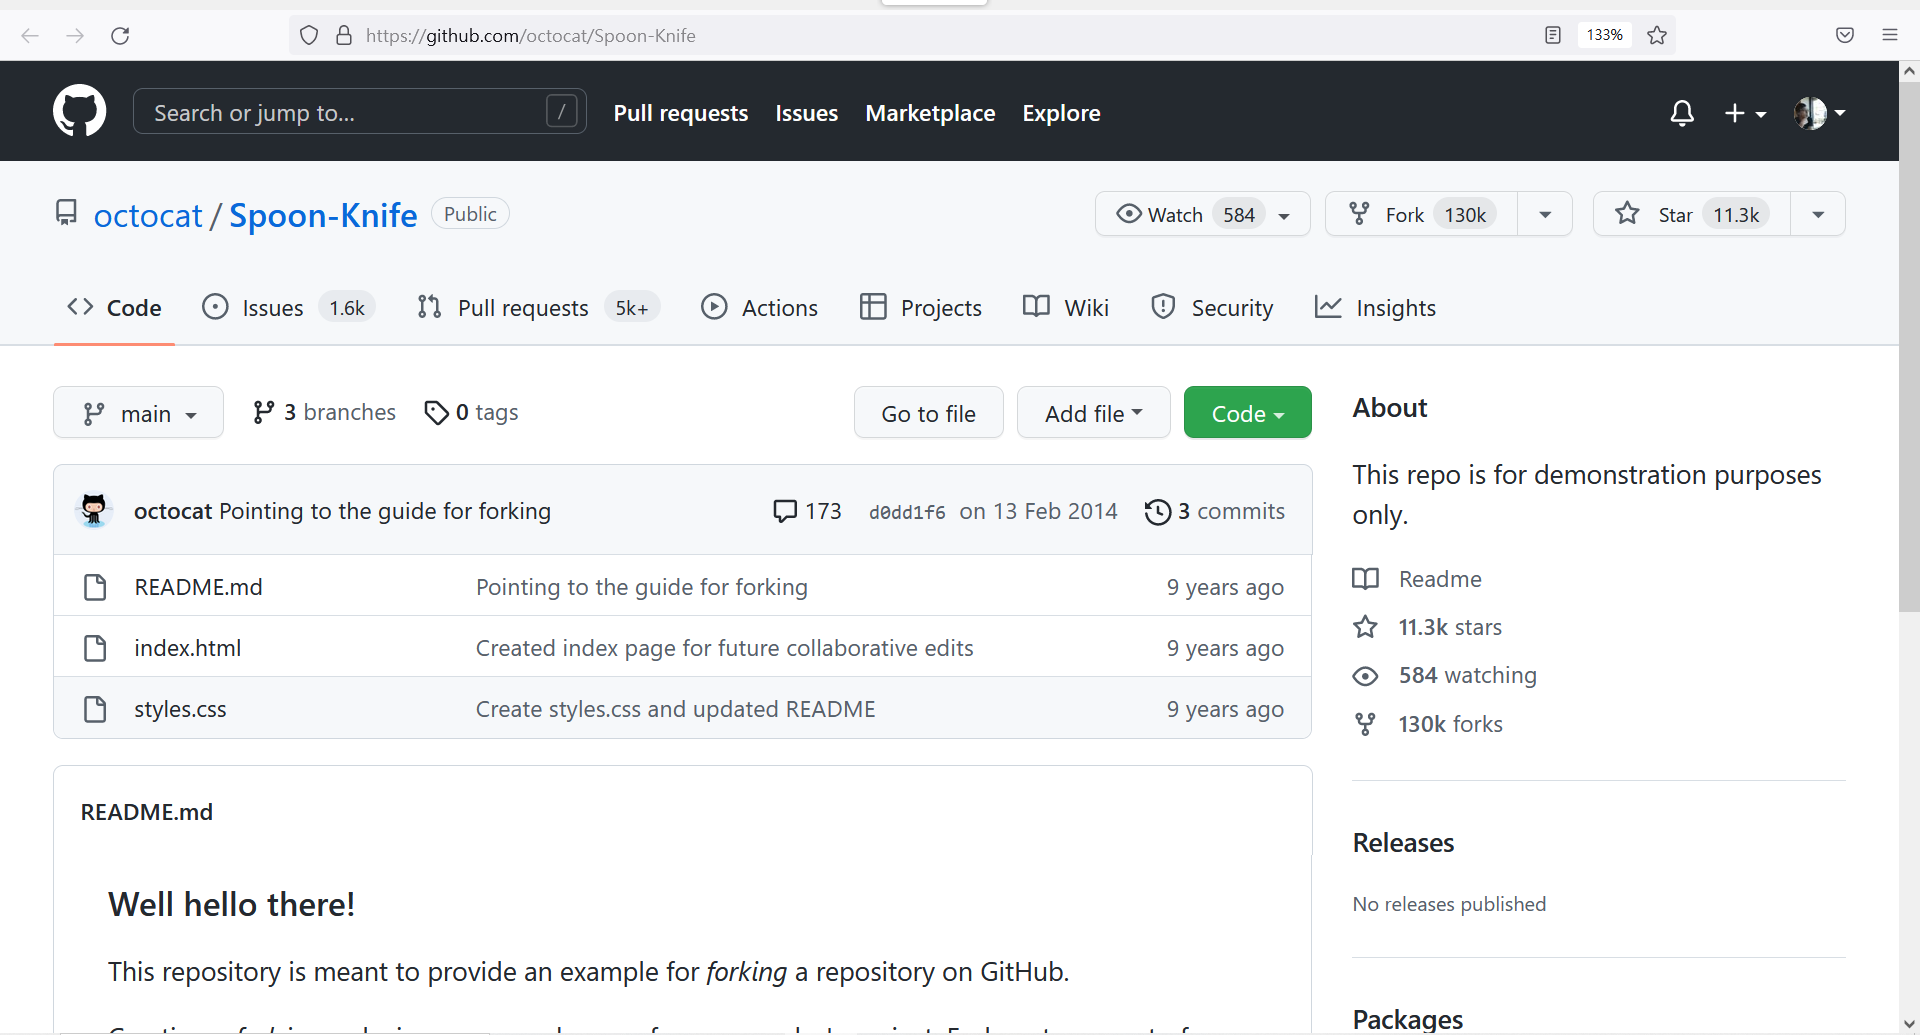 https://github.com/octocat/Spoon-Knife
133%
Search or jump to...
/
Pull requests
Issues
Marketplace
Explore
octocat / Spoon-Knife
Public
Watch 584
Fork 130k
Star 11.3k
Code
Issues 1.6k
Pull requests 5k+
Actions
Projects
Wiki
Security
Insights
main
3 branches
0 tags
Go to file
Add file
Code
octocat Pointing to the guide for forking
173
d0dd1f6 on 13 Feb 2014
3 commits
README.md Pointing to the guide for forking 9 years ago
index.html Created index page for future collaborative edits 9 years ago
styles.css Create styles.css and updated README 9 years ago
README.md
Well hello there!
This repository is meant to provide an example for forking a repository on GitHub.
About
This repo is for demonstration purposes
only.
Readme
11.3k stars
584 watching
130k forks
Releases
No releases published
Packages